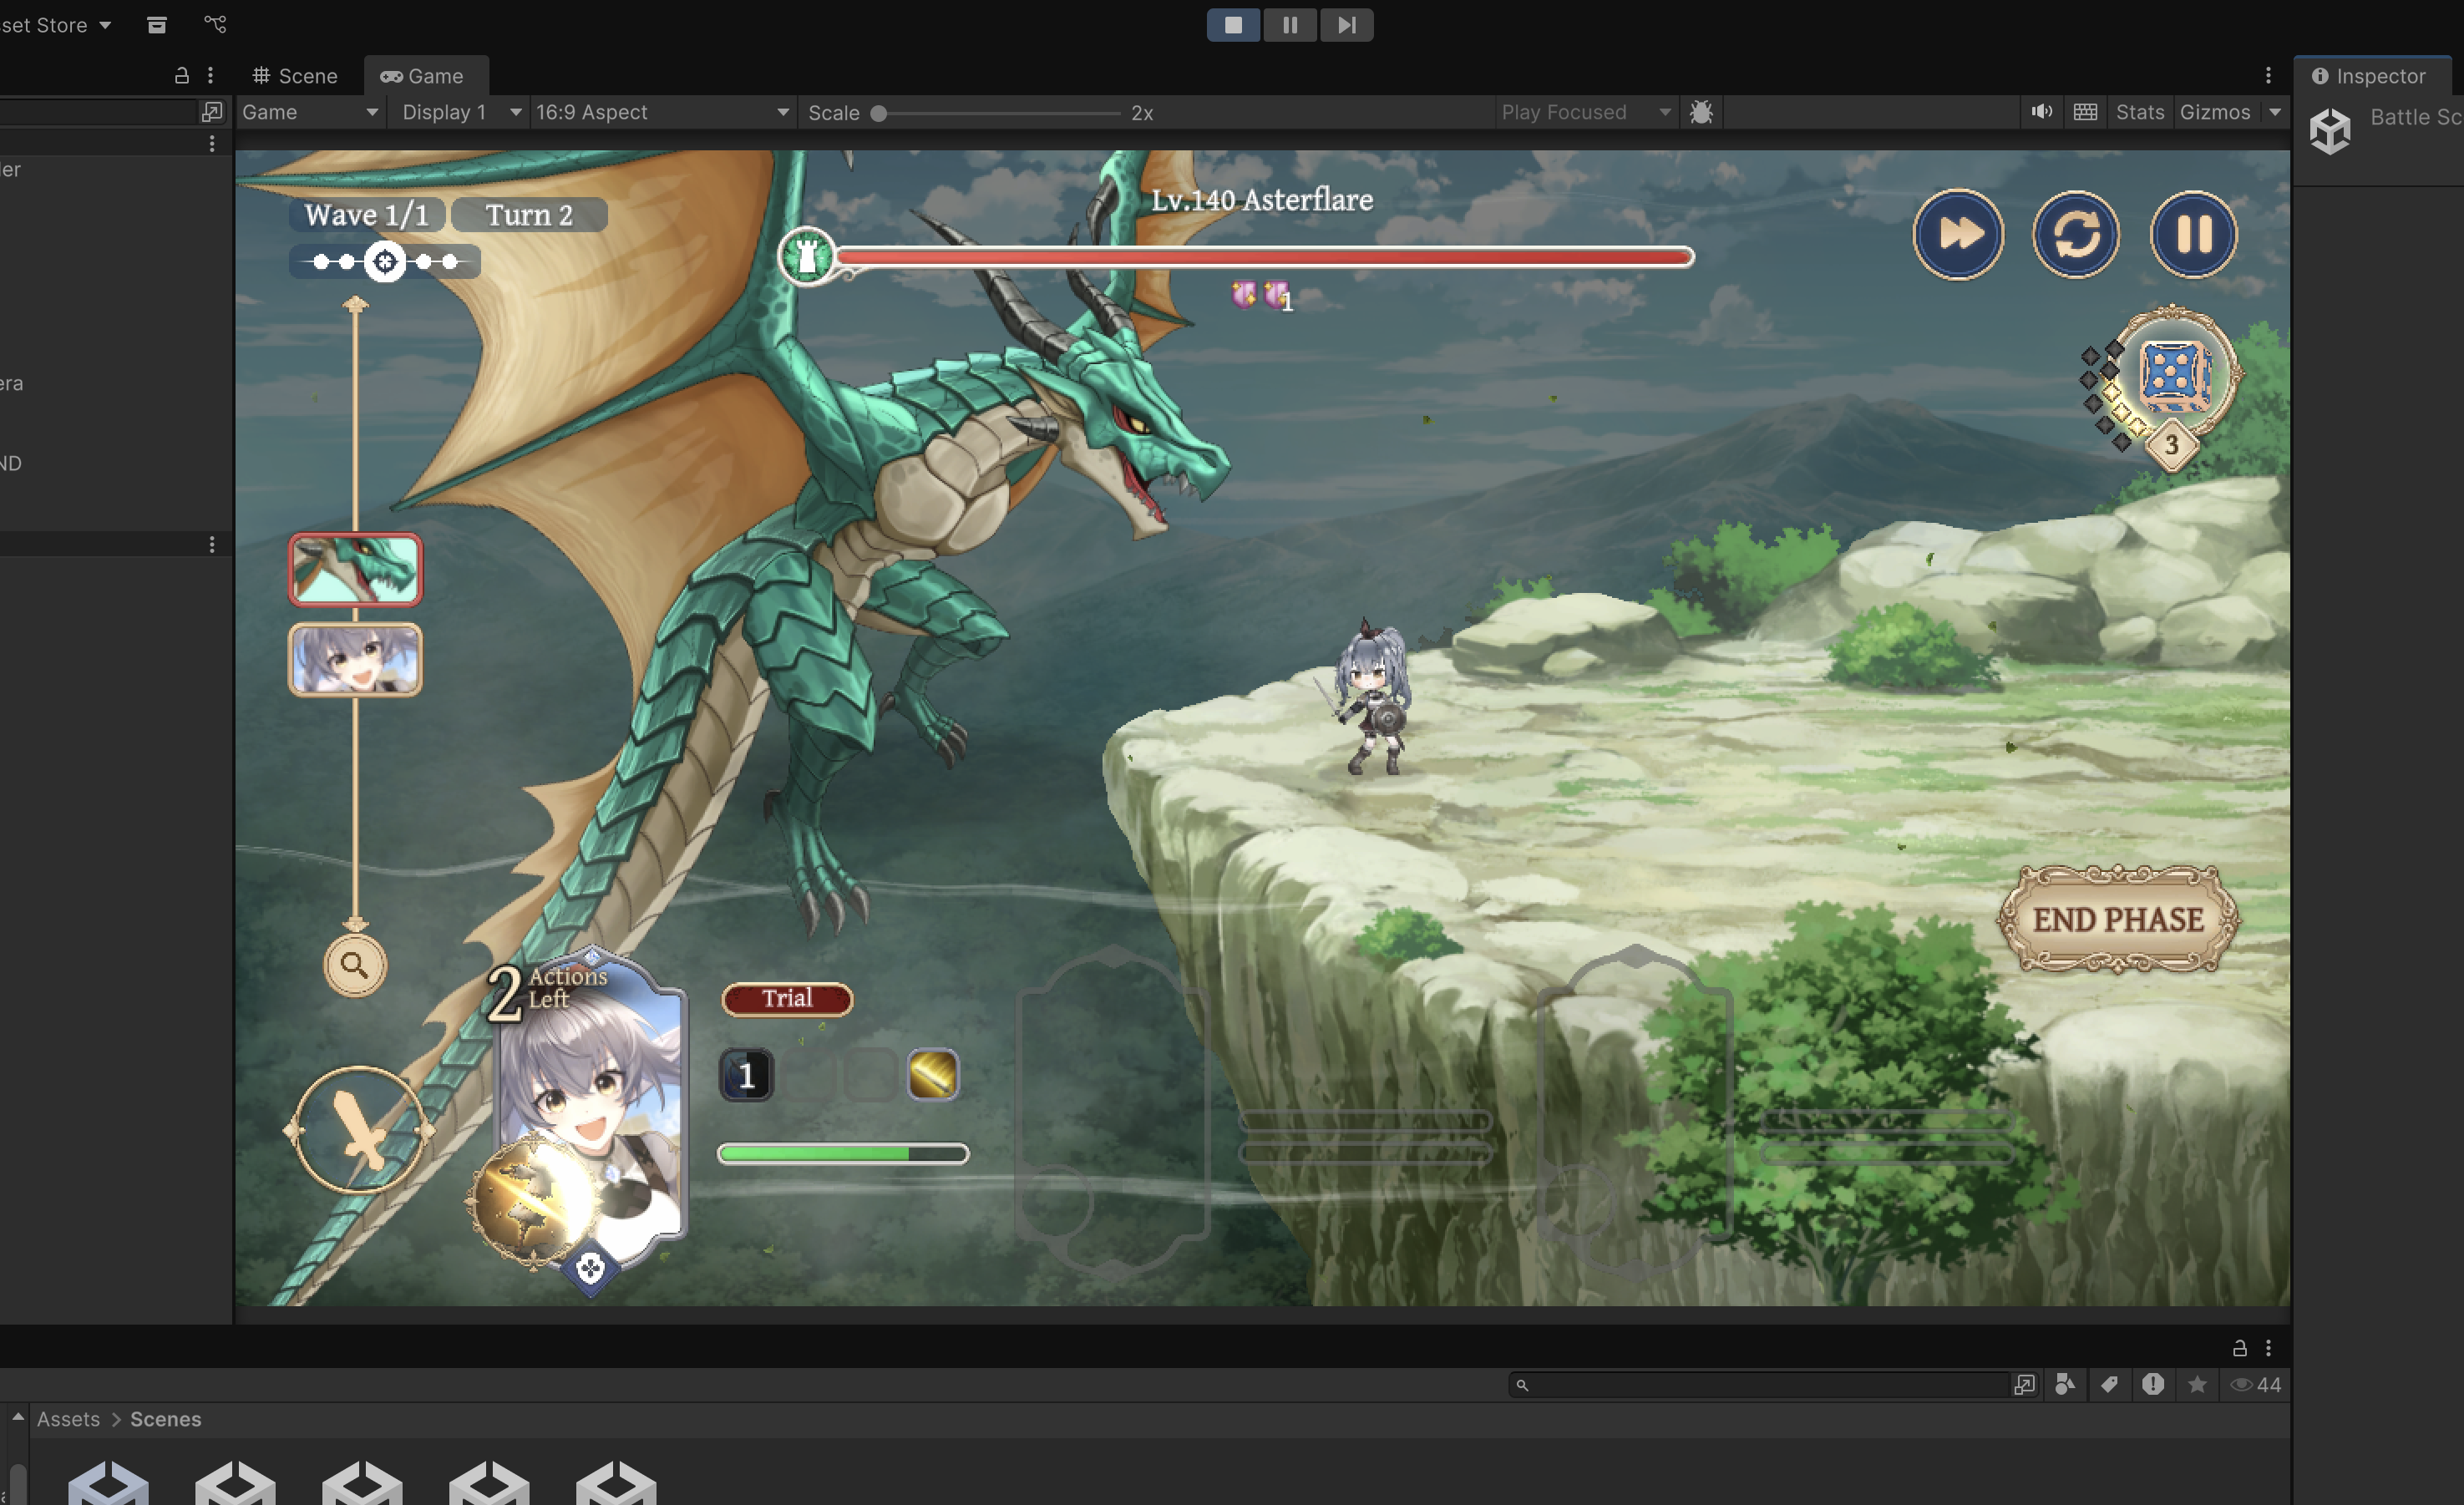 set Store
Scene
Game
Inspector
Game
Display 1
16:9 Aspect
Scale
2x
Play Focused
Stats
Gizmos
Battle Sc
ler
era
ND
Wave 1/1
Turn 2
Lv.140 Asterflare
1
3
END PHASE
2 Actions
Left
Trial
1
44
Assets > Scenes